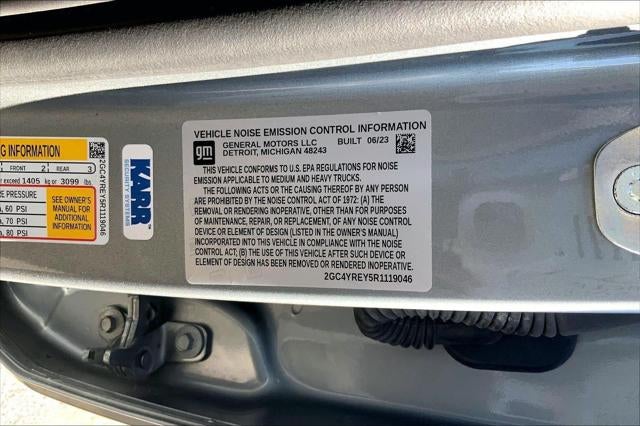 VEHICLE NOISE EMISSION CONTROL INFORMATION
gm
GENERAL MOTORS LLC BUILT 06/23
DETROIT, MICHIGAN 48243
THIS VEHICLE CONFORMS TO U.S. EPA REGULATIONS FOR NOISE
EMISSION APPLICABLE TO MEDIUM AND HEAVY TRUCKS.
THE FOLLOWING ACTS OR THE CAUSING THEREOF BY ANY PERSON
ARE PROHIBITED BY THE NOISE CONTROL ACT OF 1972: (A) THE
REMOVAL OR RENDERING INOPERATIVE, OTHER THAN FOR PURPOSES
OF MAINTENANCE, REPAIR, OR REPLACEMENT, OF ANY NOISE CONTROL
DEVICE OR ELEMENT OF DESIGN (LISTED IN THE OWNER'S MANUAL)
INCORPORATED INTO THIS VEHICLE IN COMPLIANCE WITH THE NOISE
CONTROL ACT; (B) THE USE OF THIS VEHICLE AFTER SUCH DEVICE OR
ELEMENT OF DESIGN HAS BEEN REMOVED OR RENDERED INOPERATIVE.
2GC4YREY5R1119046
KARR
SECURITY SYSTEMS
G INFORMATION
FRONT 2 REAR 3
exceed 1405 kg or 3099 lbs
PRESSURE
60 PSI
70 PSI
80 PSI
SEE OWNER'S
MANUAL FOR
ADDITIONAL
INFORMATION
2GC4YREY5R1119046